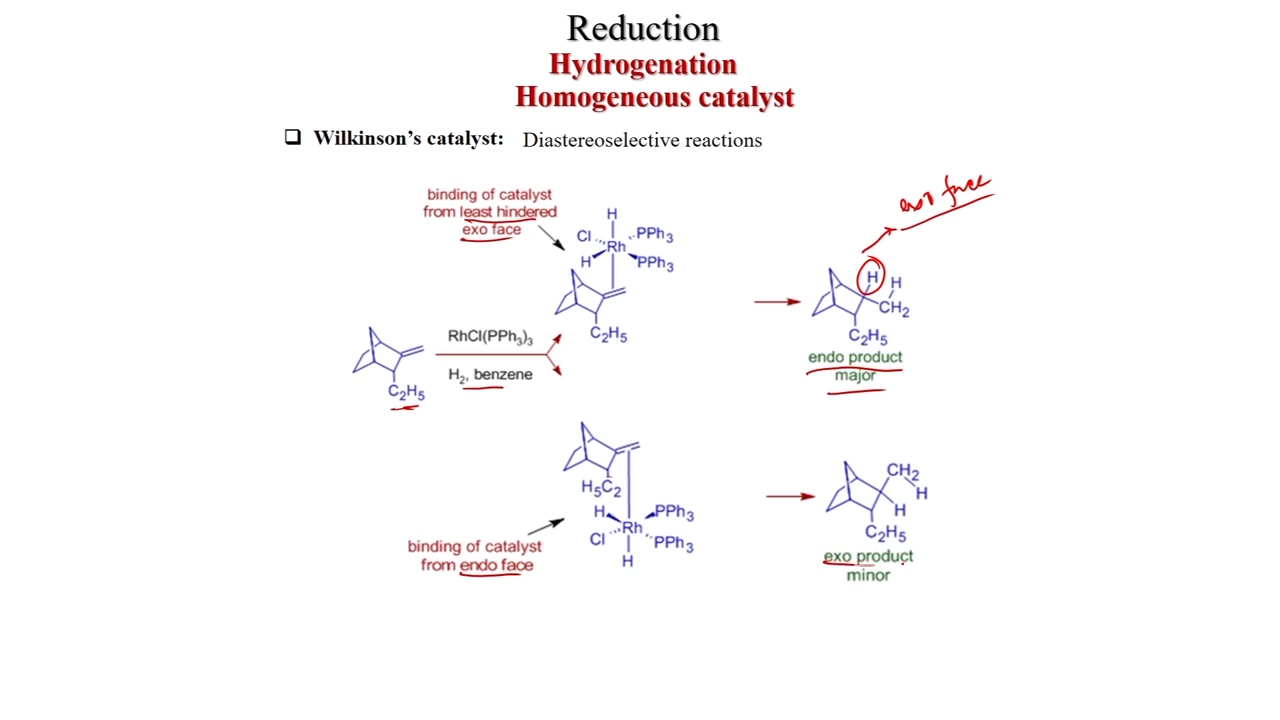 Reduction
Hydrogenation
Homogeneous catalyst
❑ Wilkinson's catalyst: Diastereoselective reactions
binding of catalyst
from least hindered
exo face
H
Cl PPh3
Rh
H PPh3
C2H5
exo face
H H
CH2
C2H5
endo product
major
RhCl(PPh3)3
H2, benzene
C2H5
H5C2
H PPh3
Rh
Cl PPh3
H
binding of catalyst
from endo face
CH2
H
H
C2H5
exo product
minor